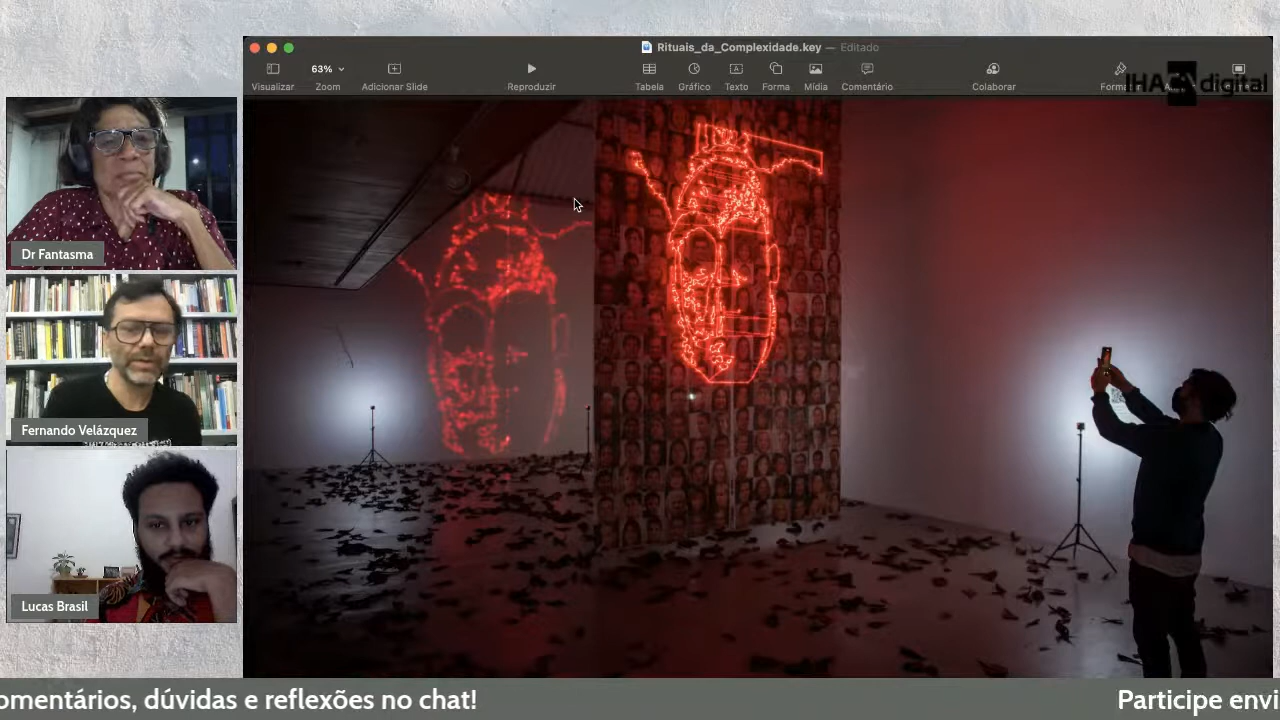 Rituais_da_Complexidade.key — Editado
63%
Visualizar Zoom Adicionar Slide Reproduzir Tabela Gráfico Texto Forma Mídia Comentário Colaborar
digital
Dr Fantasma
Fernando Velázquez
Lucas Brasil
omentários, dúvidas e reflexões no chat!
Participe envi